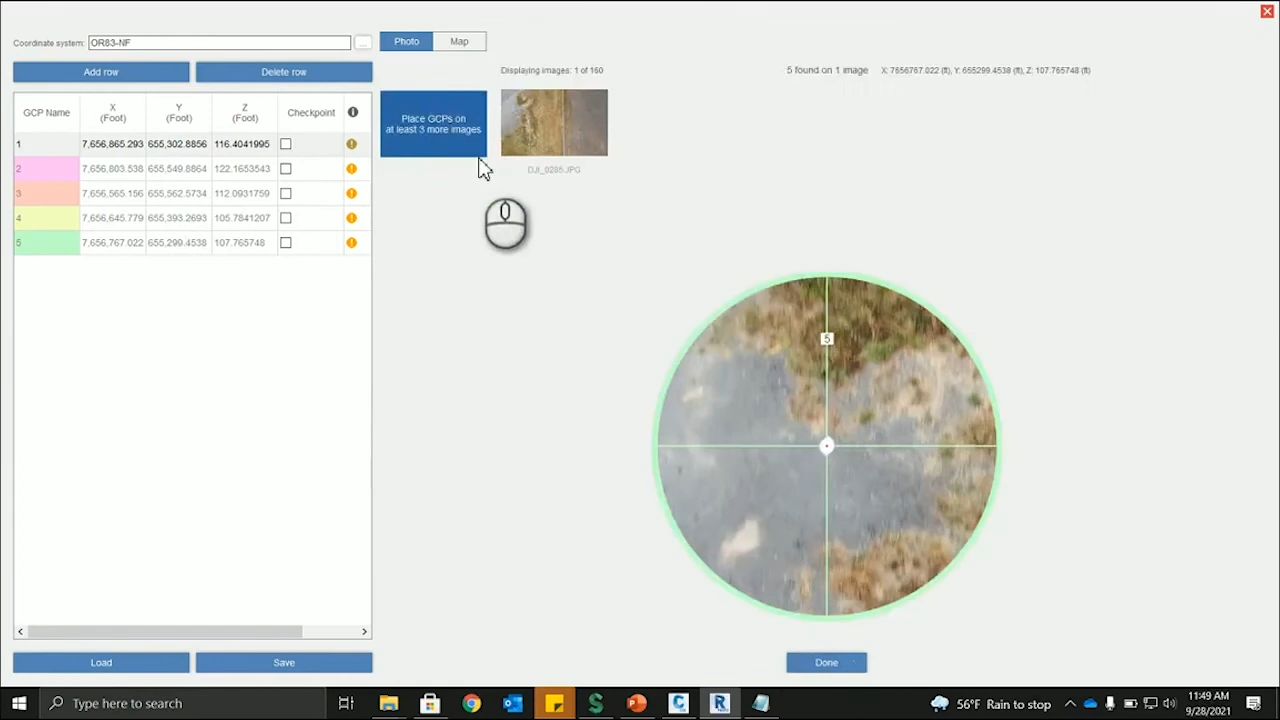 Coordinate system: OR83-NF ...
Photo Map
Add row Delete row
Displaying images: 1 of 160
5 found on 1 image X: 7656767.022 (ft), Y: 655299.4538 (ft), Z: 107.765748 (ft)
GCP Name X (Foot) Y (Foot) Z (Foot) Checkpoint
1 7,656,865.293 655,302.8856 116.4041995
2 7,656,803.538 655,549.8864 122.1653543
3 7,656,565.156 655,562.5734 112.0931759
4 7,656,645.779 655,393.2693 105.7841207
5 7,656,767.022 655,299.4538 107.765748
Place GCPs on
at least 3 more images
DJI_0285.JPG
5
Load Save
Done
Type here to search
56°F Rain to stop
11:49 AM
9/28/2021